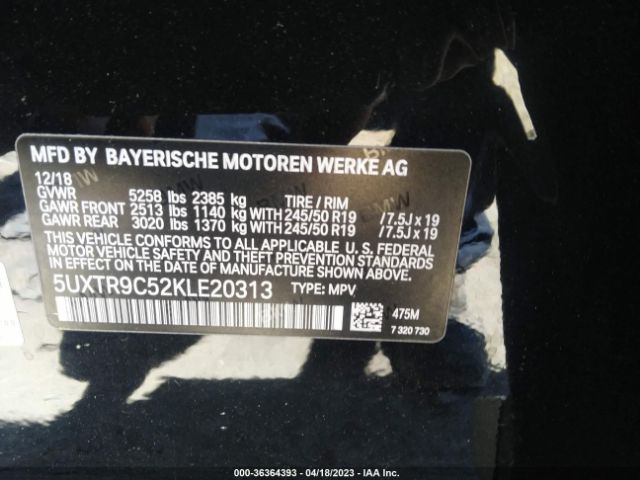 MFD BY BAYERISCHE MOTOREN WERKE AG
12/18
GVWR 5258 lbs 2385 kg TIRE / RIM
GAWR FRONT 2513 lbs 1140 kg WITH 245/50 R19 /7.5J x 19
GAWR REAR 3020 lbs 1370 kg WITH 245/50 R19 /7.5J x 19
THIS VEHICLE CONFORMS TO ALL APPLICABLE U. S. FEDERAL
MOTOR VEHICLE SAFETY AND THEFT PREVENTION STANDARDS
IN EFFECT ON THE DATE OF MANUFACTURE SHOWN ABOVE.
5UXTR9C52KLE20313 TYPE: MPV
475M
7 320 730
000-36364393 - 04/18/2023 - IAA Inc.